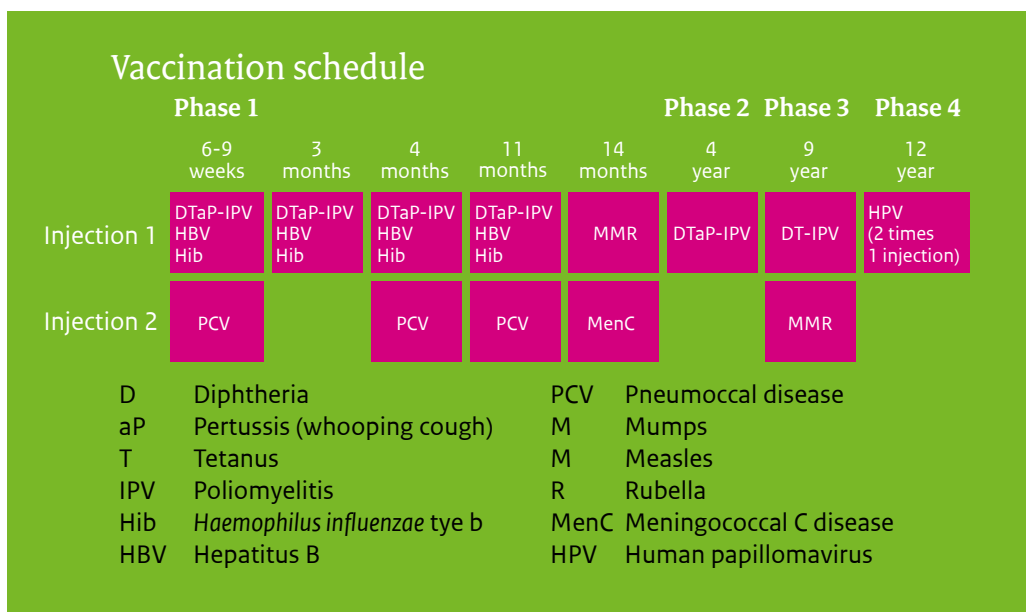 Vaccination schedule
Phase 1 Phase 2 Phase 3 Phase 4
6-9 3 4 11 14 4 9 12
weeks months months months months year year year
Injection 1
DTaP-IPV
HBV
Hib
DTaP-IPV
HBV
Hib
DTaP-IPV
HBV
Hib
DTaP-IPV
HBV
Hib
MMR
DTaP-IPV
DT-IPV
HPV
(2 times
1 injection)
Injection 2
PCV
PCV
PCV
MenC
MMR
D Diphtheria
aP Pertussis (whooping cough)
T Tetanus
IPV Poliomyelitis
Hib Haemophilus influenzae tye b
HBV Hepatitus B
PCV Pneumoccal disease
M Mumps
M Measles
R Rubella
MenC Meningococcal C disease
HPV Human papillomavirus